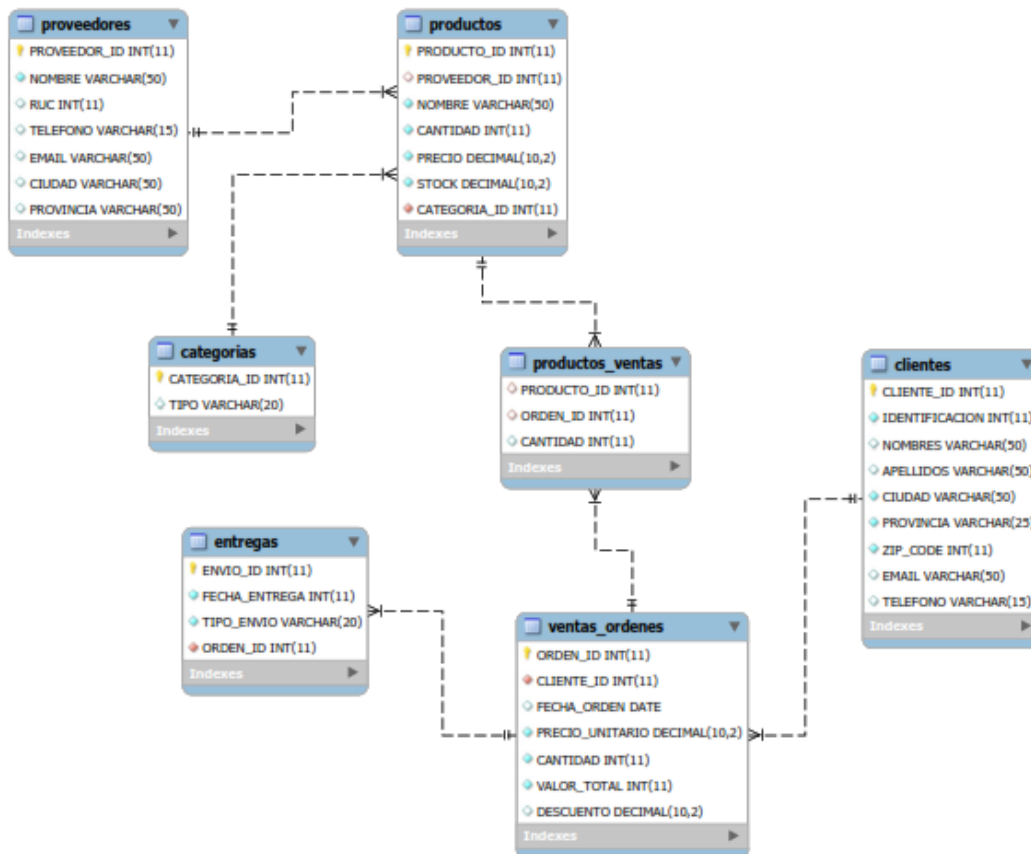 proveedores
PROVEEDOR_ID INT(11)
NOMBRE VARCHAR(50)
RUC INT(11)
TELEFONO VARCHAR(15)
EMAIL VARCHAR(50)
CIUDAD VARCHAR(50)
PROVINCIA VARCHAR(50)
Indexes
productos
PRODUCTO_ID INT(11)
PROVEEDOR_ID INT(11)
NOMBRE VARCHAR(50)
CANTIDAD INT(11)
PRECIO DECIMAL(10,2)
STOCK DECIMAL(10,2)
CATEGORIA_ID INT(11)
Indexes
categorias
CATEGORIA_ID INT(11)
TIPO VARCHAR(20)
Indexes
productos_ventas
PRODUCTO_ID INT(11)
ORDEN_ID INT(11)
CANTIDAD INT(11)
Indexes
clientes
CLIENTE_ID INT(11)
IDENTIFICACION INT(11)
NOMBRES VARCHAR(50)
APELLIDOS VARCHAR(50)
CIUDAD VARCHAR(50)
PROVINCIA VARCHAR(25)
ZIP_CODE INT(11)
EMAIL VARCHAR(50)
TELEFONO VARCHAR(15)
Indexes
entregas
ENVIO_ID INT(11)
FECHA_ENTREGA INT(11)
TIPO_ENVIO VARCHAR(20)
ORDEN_ID INT(11)
Indexes
ventas_ordenes
ORDEN_ID INT(11)
CLIENTE_ID INT(11)
FECHA_ORDEN DATE
PRECIO_UNITARIO DECIMAL(10,2)
CANTIDAD INT(11)
VALOR_TOTAL INT(11)
DESCUENTO DECIMAL(10,2)
Indexes